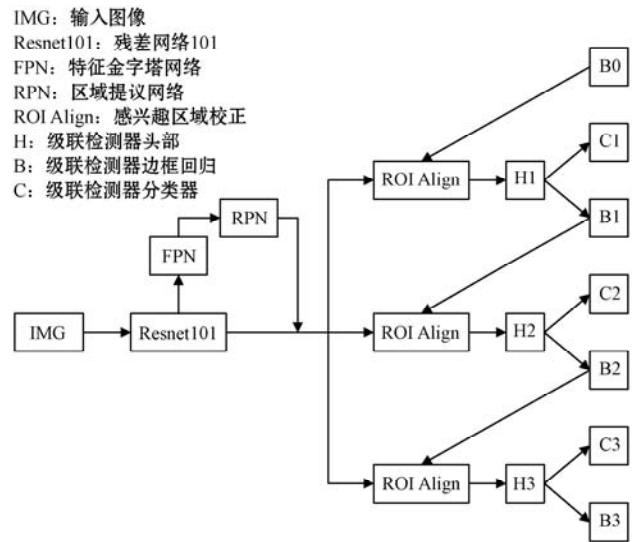 IMG：输入图像
Resnet101：残差网络101
FPN：特征金字塔网络
RPN：区域提议网络
ROI Align：感兴趣区域校正
H：级联检测器头部
B：级联检测器边框回归
C：级联检测器分类器
B0
C1
ROI Align
H1
RPN
B1
FPN
C2
IMG
Resnet101
ROI Align
H2
B2
C3
ROI Align
H3
B3